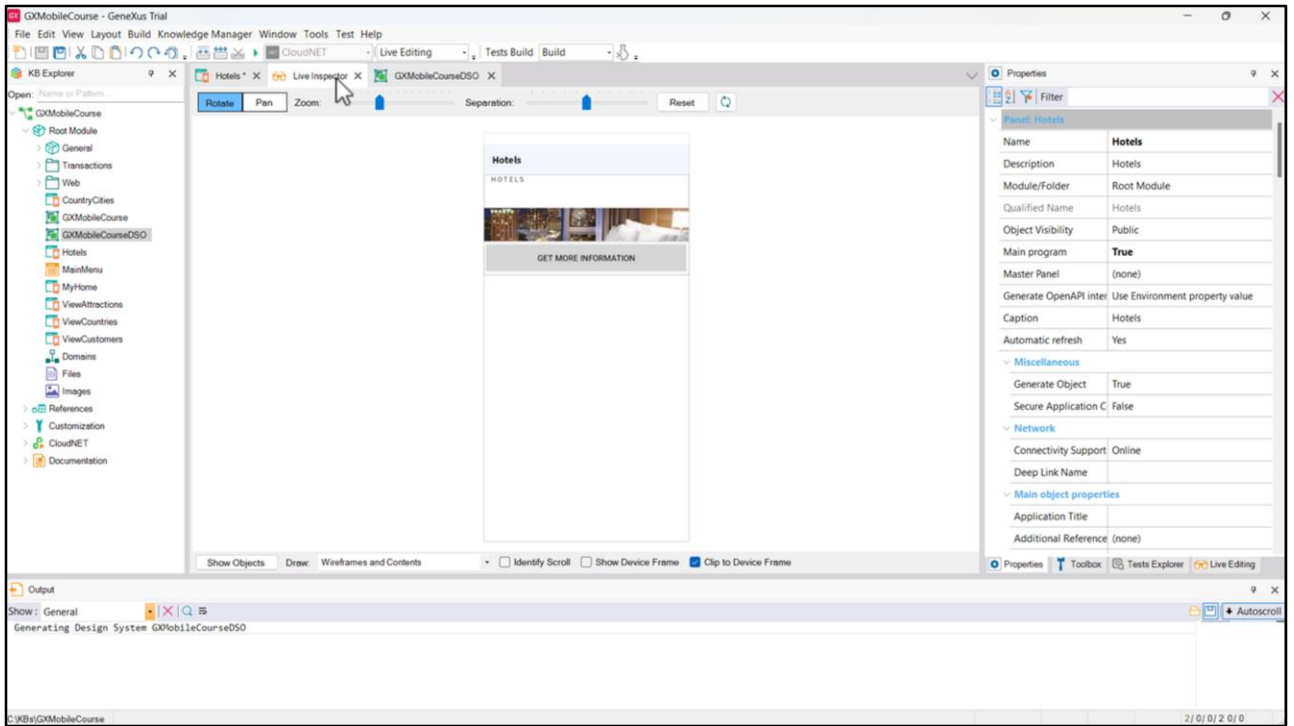 GX GXMobileCourse - GeneXus Trial
File Edit View Layout Build Knowledge Manager Window Tools Test Help
CloudNET Live Editing Tests Build Build
KB Explorer
Open: Name or Pattern...
GXMobileCourse
Root Module
General
Transactions
Web
CountryCities
GXMobileCourse
GXMobileCourseDSO
Hotels
MainMenu
MyHome
ViewAttractions
ViewCountries
ViewCustomers
Domains
Files
Images
References
Customization
CloudNET
Documentation
Hotels * Live Inspector GXMobileCourseDSO
Rotate Pan Zoom: Separation: Reset
Hotels
HOTELS
GET MORE INFORMATION
Show Objects Draw: Wireframes and Contents Identify Scroll Show Device Frame Clip to Device Frame
Properties
Filter
Panel: Hotels
Name Hotels
Description Hotels
Module/Folder Root Module
Qualified Name Hotels
Object Visibility Public
Main program True
Master Panel (none)
Generate OpenAPI inter Use Environment property value
Caption Hotels
Automatic refresh Yes
Miscellaneous
Generate Object True
Secure Application C False
Network
Connectivity Support Online
Deep Link Name
Main object properties
Application Title
Additional Reference (none)
Properties Toolbox Tests Explorer Live Editing
Output
Show: General Autoscroll
Generating Design System GXMobileCourseDSO
C:\KBs\GXMobileCourse 2/0/0/2 0/0